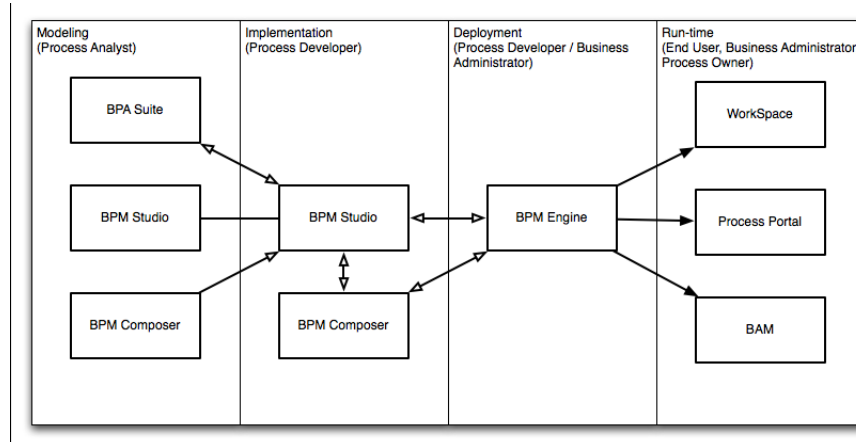 Modeling
(Process Analyst)
Implementation
(Process Developer)
Deployment
(Process Developer / Business
Administrator)
Run-time
(End User, Business Administrator
Process Owner)
BPA Suite
WorkSpace
BPM Studio
BPM Studio
BPM Engine
Process Portal
BPM Composer
BPM Composer
BAM